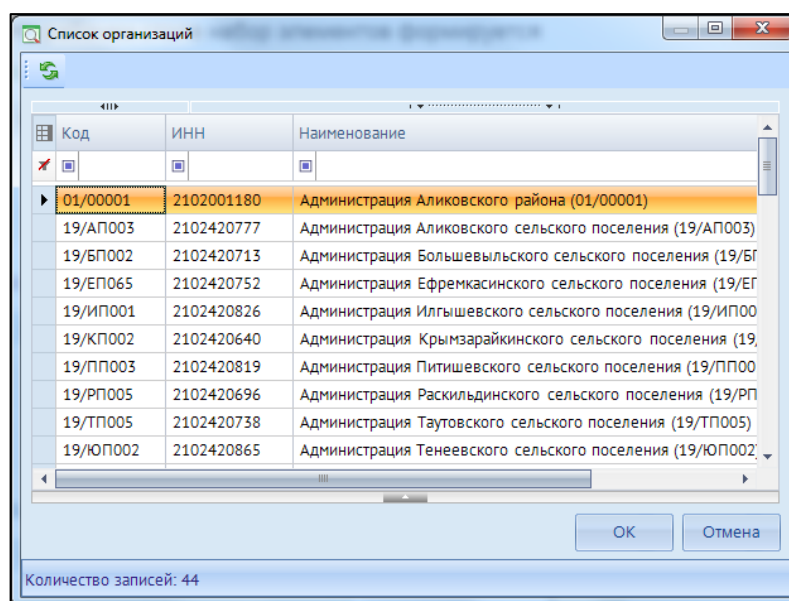 Список организаций
набор элементов формируется
Код ИНН Наименование
01/00001 2102001180 Администрация Аликовского района (01/00001)
19/АП003 2102420777 Администрация Аликовского сельского поселения (19/АП003)
19/БП002 2102420713 Администрация Большевыльского сельского поселения (19/БП
19/ЕП065 2102420752 Администрация Ефремкасинского сельского поселения (19/ЕП
19/ИП001 2102420826 Администрация Илгышевского сельского поселения (19/ИП00
19/КП002 2102420640 Администрация Крымзарайкинского сельского поселения (19,
19/ПП003 2102420819 Администрация Питишевского сельского поселения (19/ПП00
19/РП005 2102420696 Администрация Раскильдинского сельского поселения (19/РП
19/ТП005 2102420738 Администрация Таутовского сельского поселения (19/ТП005)
19/ЮП002 2102420865 Администрация Тенеевского сельского поселения (19/ЮП002)
ОК Отмена
Количество записей: 44